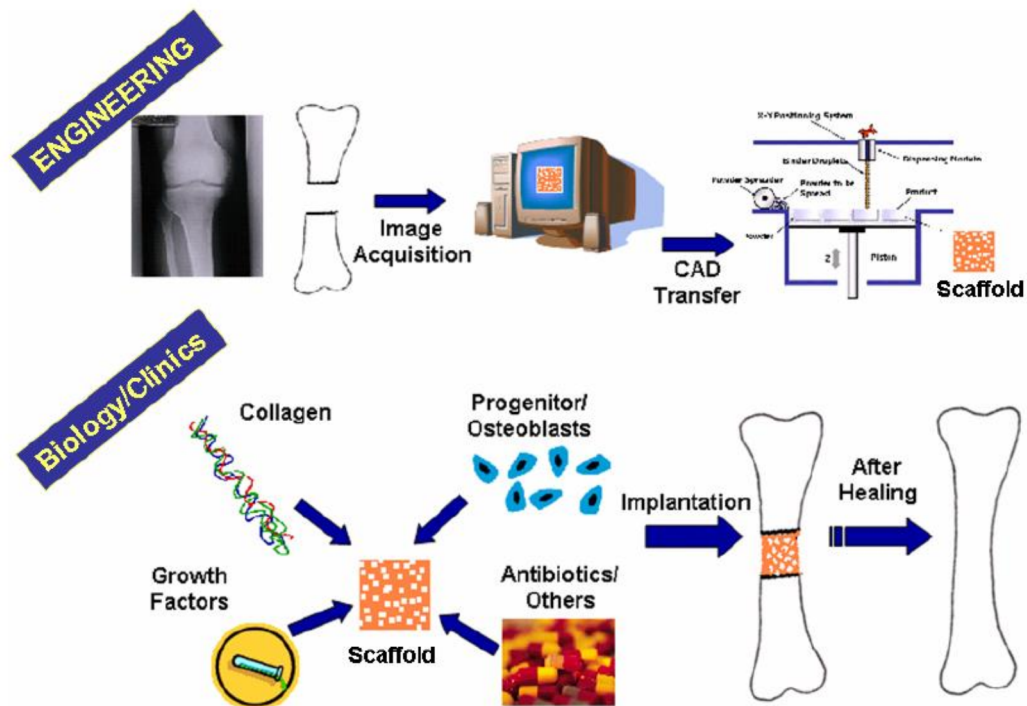 ENGINEERING
Image
Acquisition
CAD
Transfer
X-Y Positioning System
Dispensing Module
Binder Droplets
Powder Spreader
Powder to be
Spread
Product
Powder
Z
Piston
Scaffold
Biology/Clinics
Collagen
Progenitor/
Osteoblasts
Growth
Factors
Scaffold
Antibiotics/
Others
Implantation
After
Healing